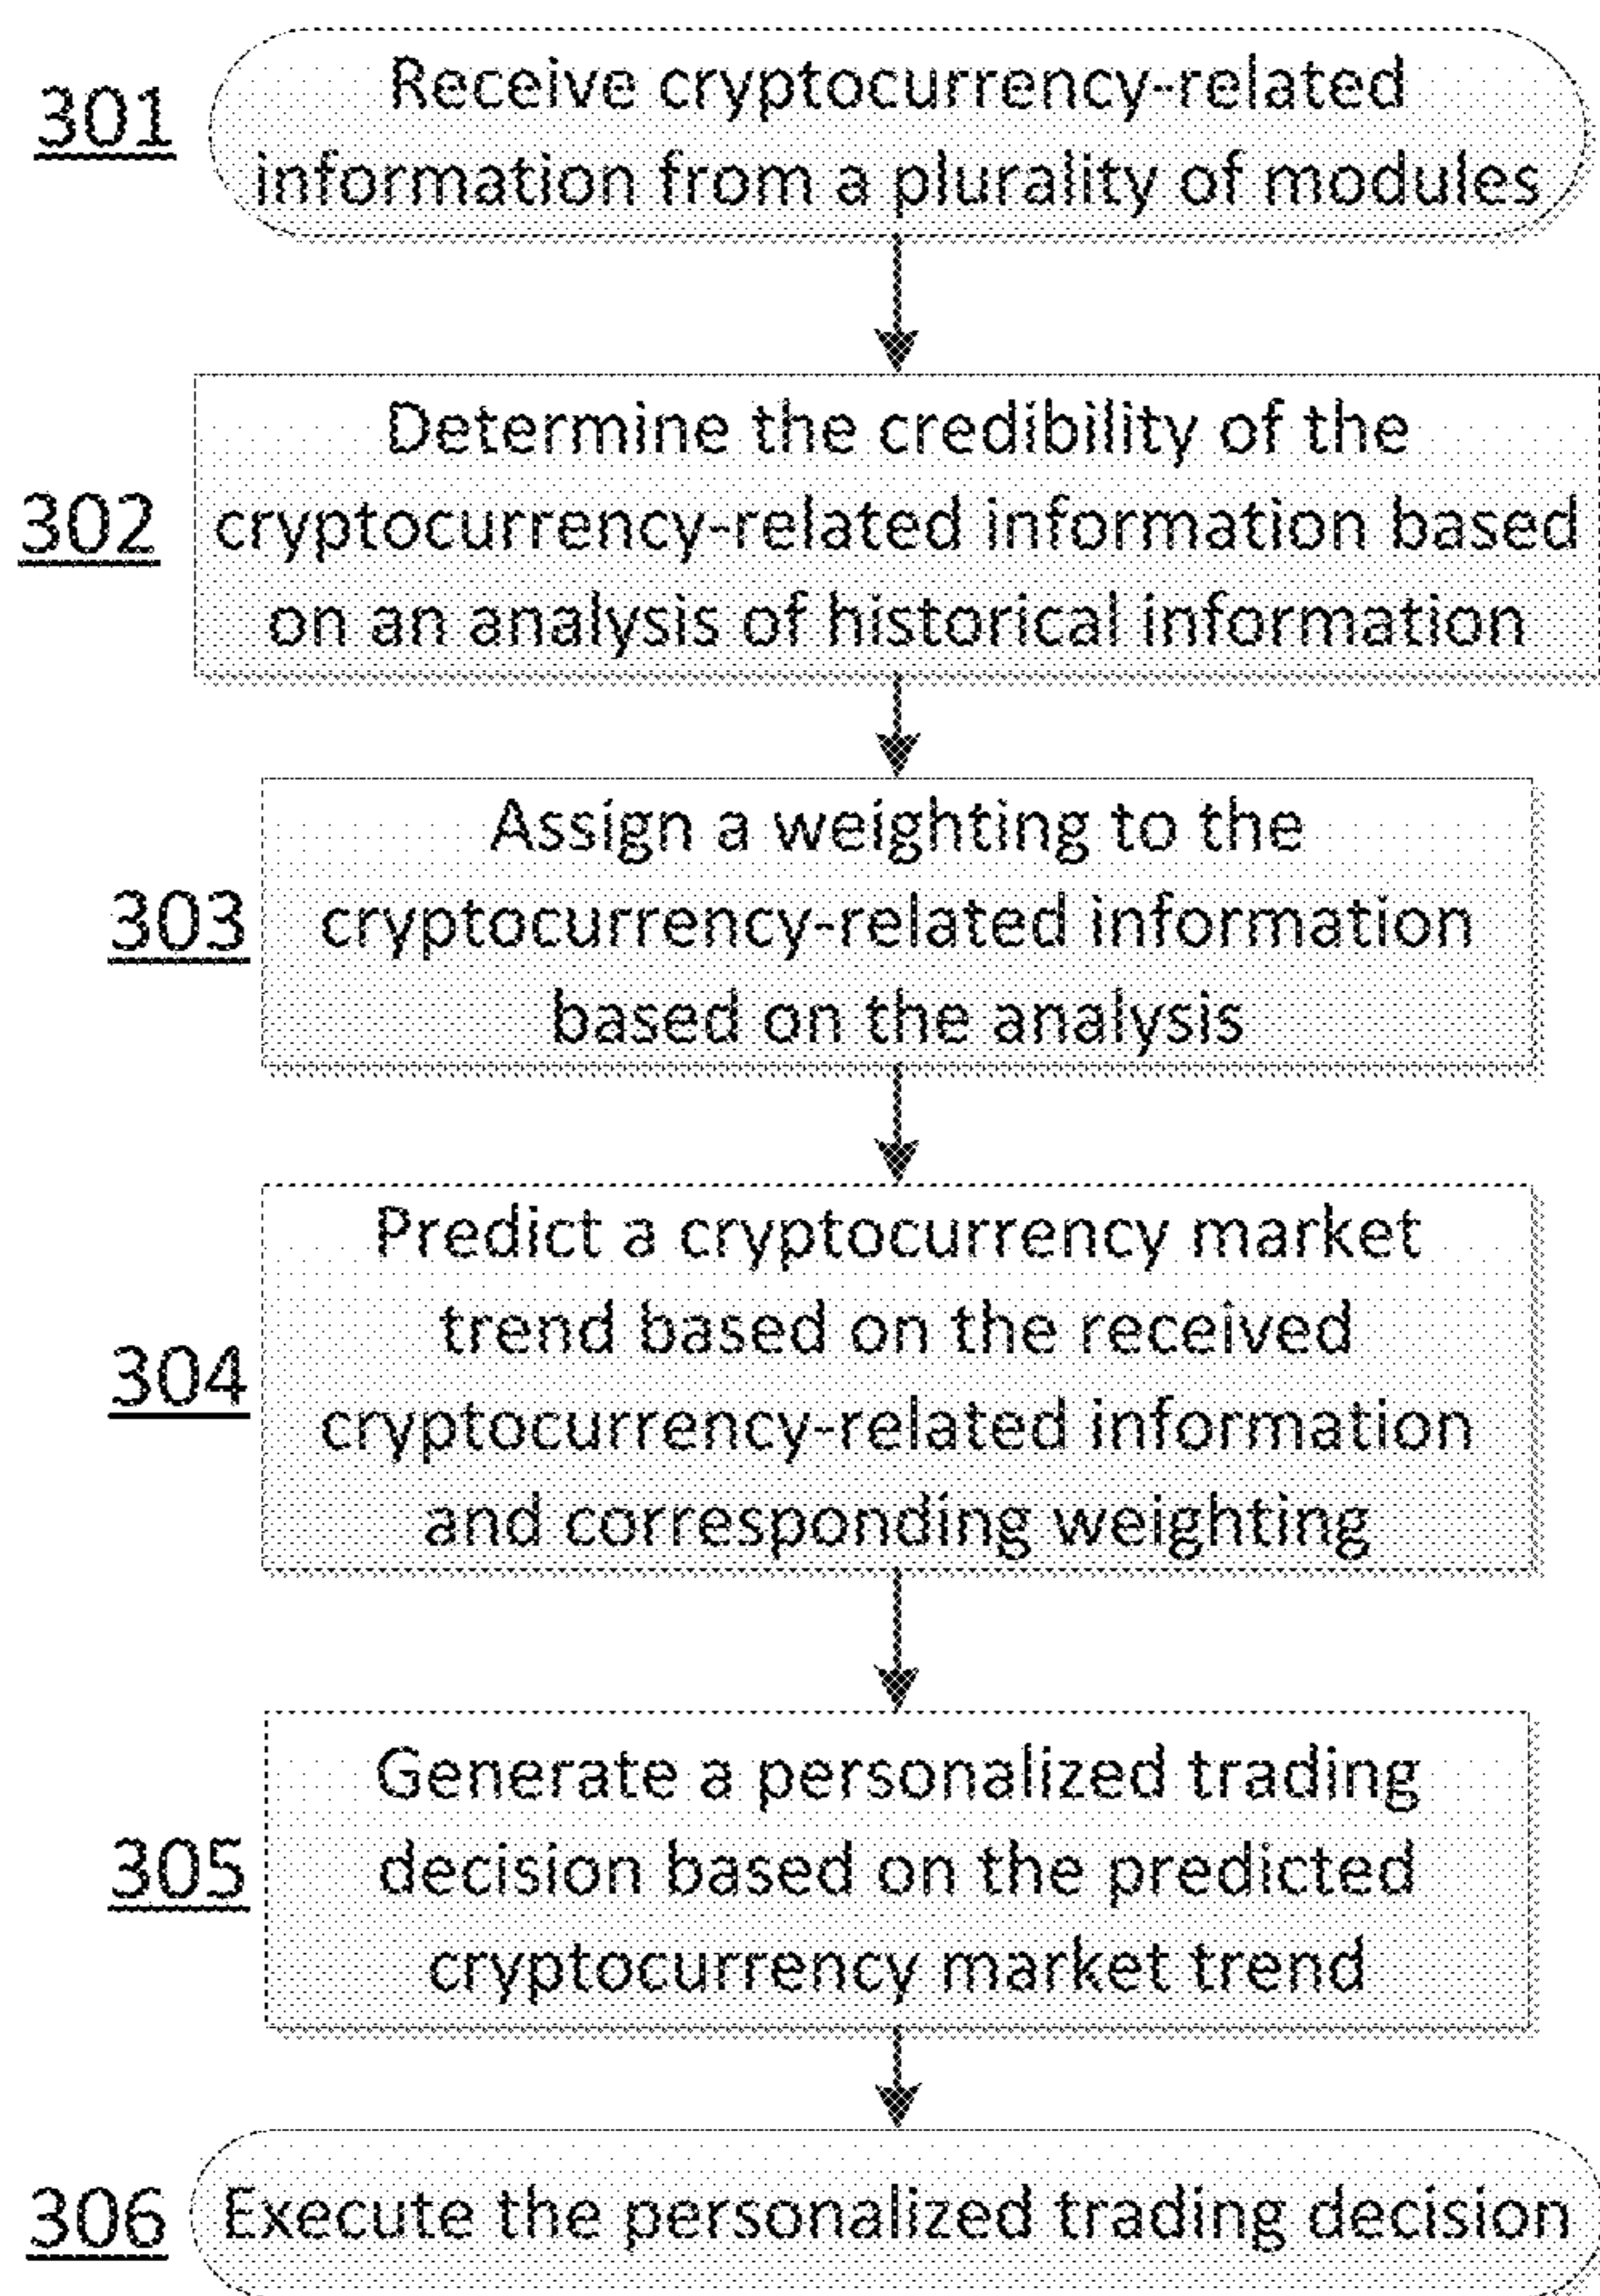 301
Receive cryptocurrency-related
information from a plurality of modules
302
Determine the credibility of the
cryptocurrency-related information based
on an analysis of historical information
303
Assign a weighting to the
cryptocurrency-related information
based on the analysis
304
Predict a cryptocurrency market
trend based on the received
cryptocurrency-related information
and corresponding weighting
305
Generate a personalized trading
decision based on the predicted
cryptocurrency market trend
306
Execute the personalized trading decision